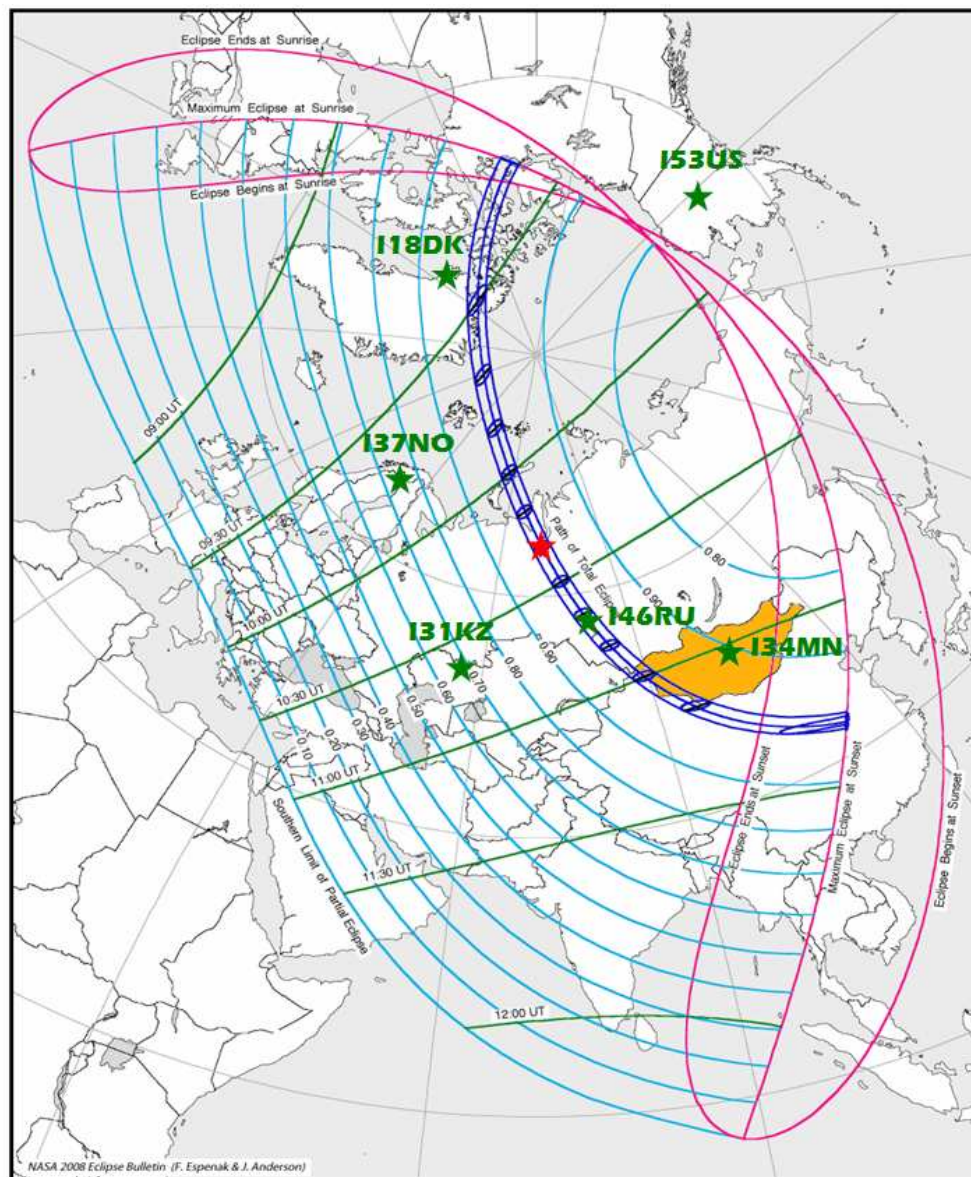 Eclipse Ends at Sunrise
Maximum Eclipse at Sunrise
Eclipse Begins at Sunrise
I53US
I18DK
09:00 UT
I37NO
09:30 UT
Path of Total Eclipse
10:00 UT
0.80
0.90
I46RU
I31KZ
I34MN
10:30 UT
0.10
0.20
0.30
0.40
0.50
0.60
0.70
0.80
0.90
11:00 UT
Southern Limit of Partial Eclipse
11:30 UT
Eclipse Ends at Sunset
Maximum Eclipse at Sunset
Eclipse Begins at Sunset
12:00 UT
NASA 2008 Eclipse Bulletin (F. Espenak & J. Anderson)